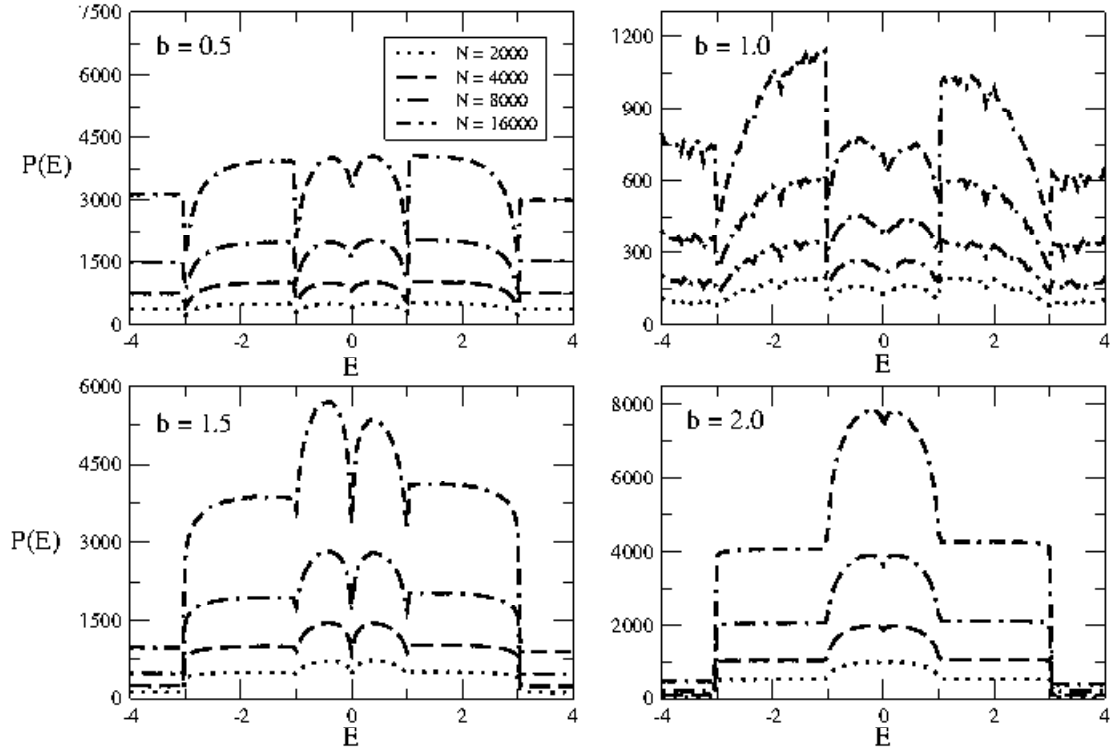 7500
6000
4500
3000
1500
0
P(E)
b = 0.5
N = 2000
N = 4000
N = 8000
N = 16000
-4 -2 0 2 4
E
1200
900
600
300
0
b = 1.0
-4 -2 0 2 4
E
6000
4500
3000
1500
0
P(E)
b = 1.5
-4 -2 0 2 4
E
8000
6000
4000
2000
0
b = 2.0
-4 -2 0 2 4
E